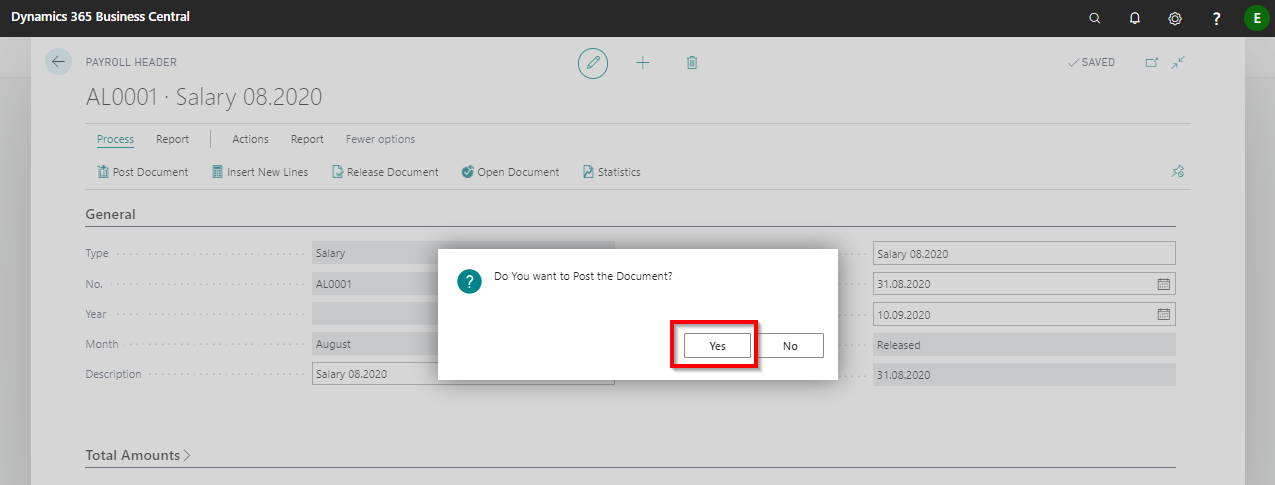 Dynamics 365 Business Central
?
E
PAYROLL HEADER
SAVED
AL0001 · Salary 08.2020
Process Report Actions Report Fewer options
Post Document Insert New Lines Release Document Open Document Statistics
General
Type Salary Salary 08.2020
No. AL0001 31.08.2020
Year 10.09.2020
Month August Released
Description Salary 08.2020 31.08.2020
? Do You want to Post the Document?
Yes No
Total Amounts